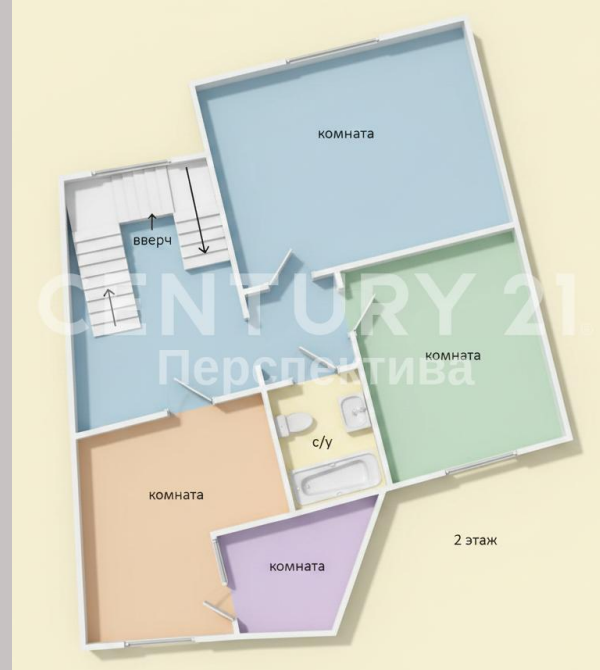 комната
вверч
CENTURY 21
Перспектива
комната
с/у
комната
2 этаж
комната